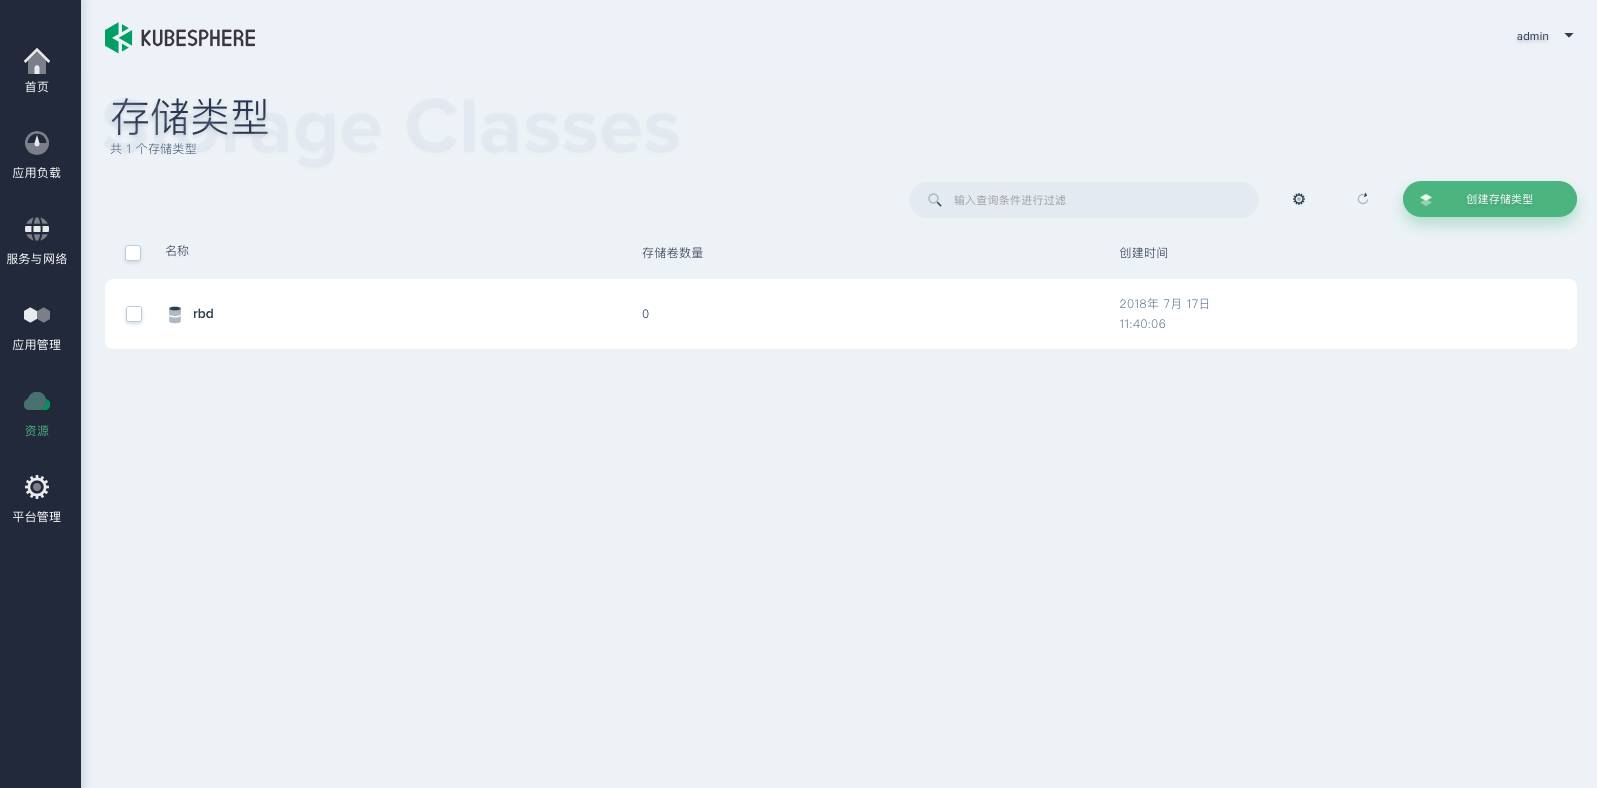 KUBESPHERE
admin
首页
应用负载
服务与网络
应用管理
资源
平台管理
Storage Classes
存储类型
共 1 个存储类型
输入查询条件进行过滤
创建存储类型
名称
存储卷数量
创建时间
rbd
0
2018年 7月 17日
11:40:06